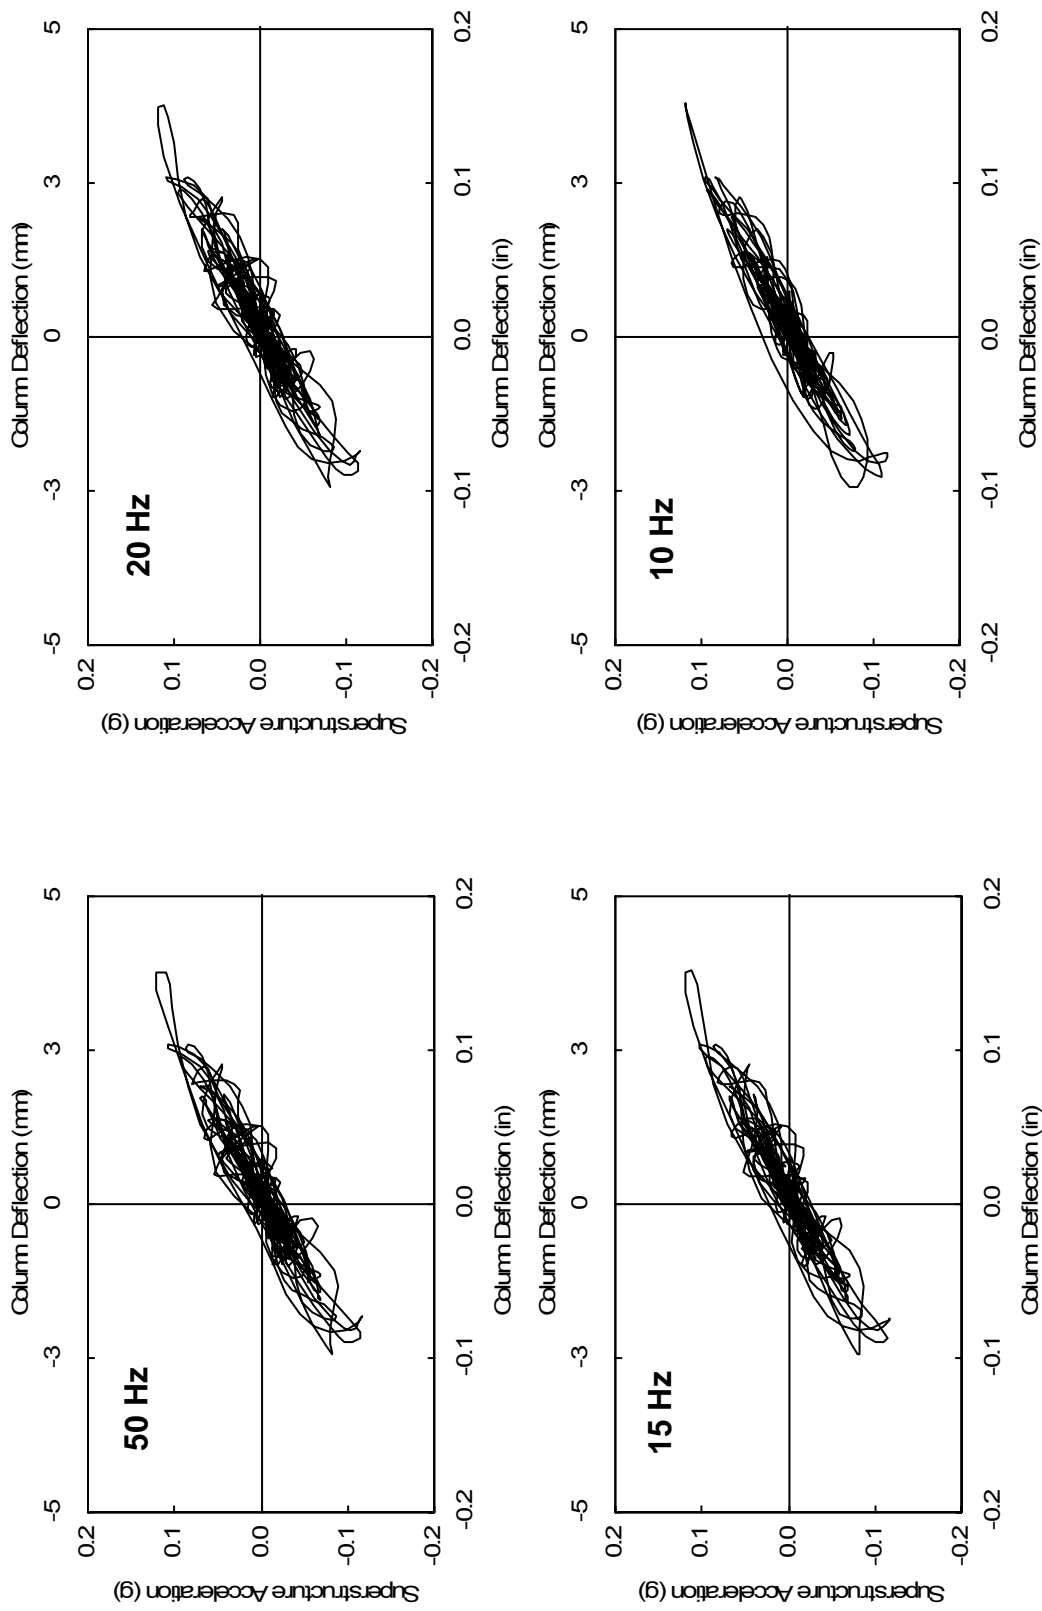 Column Deflection (mm)
-5 -3 0 3 5
50 Hz
Superstructure Acceleration (g)
0.2
0.1
0.0
-0.1
-0.2
-0.2 -0.1 0.0 0.1 0.2
Column Deflection (in)
Column Deflection (mm)
-5 -3 0 3 5
20 Hz
Superstructure Acceleration (g)
0.2
0.1
0.0
-0.1
-0.2
-0.2 -0.1 0.0 0.1 0.2
Column Deflection (in)
Column Deflection (mm)
-5 -3 0 3 5
15 Hz
Superstructure Acceleration (g)
0.2
0.1
0.0
-0.1
-0.2
-0.2 -0.1 0.0 0.1 0.2
Column Deflection (in)
Column Deflection (mm)
-5 -3 0 3 5
10 Hz
Superstructure Acceleration (g)
0.2
0.1
0.0
-0.1
-0.2
-0.2 -0.1 0.0 0.1 0.2
Column Deflection (in)